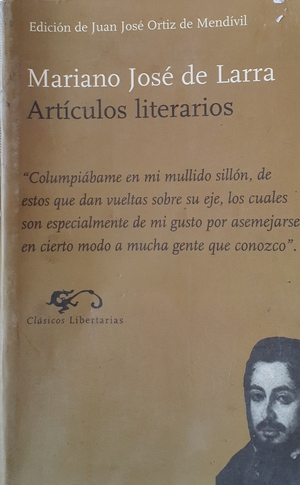 Edición de Juan José Ortiz de Mendívil
Mariano José de Larra
Artículos literarios
“Columpiábame en mi mullido sillón, de
estos que dan vueltas sobre su eje, los cuales
son especialmente de mi gusto por asemejarse
en cierto modo a mucha gente que conozco”.
Clásicos Libertarias